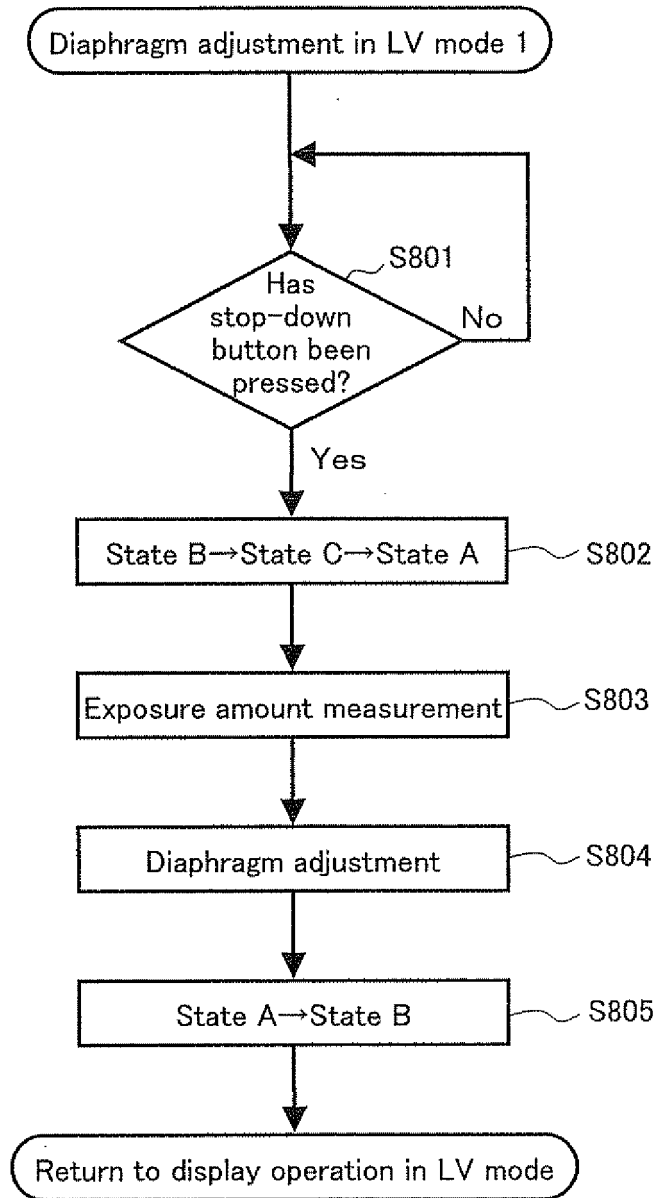 Diaphragm adjustment in LV mode 1
S801
Has
stop-down
button been
pressed?
No
Yes
State B→State C→State A
S802
Exposure amount measurement
S803
Diaphragm adjustment
S804
State A→State B
S805
Return to display operation in LV mode